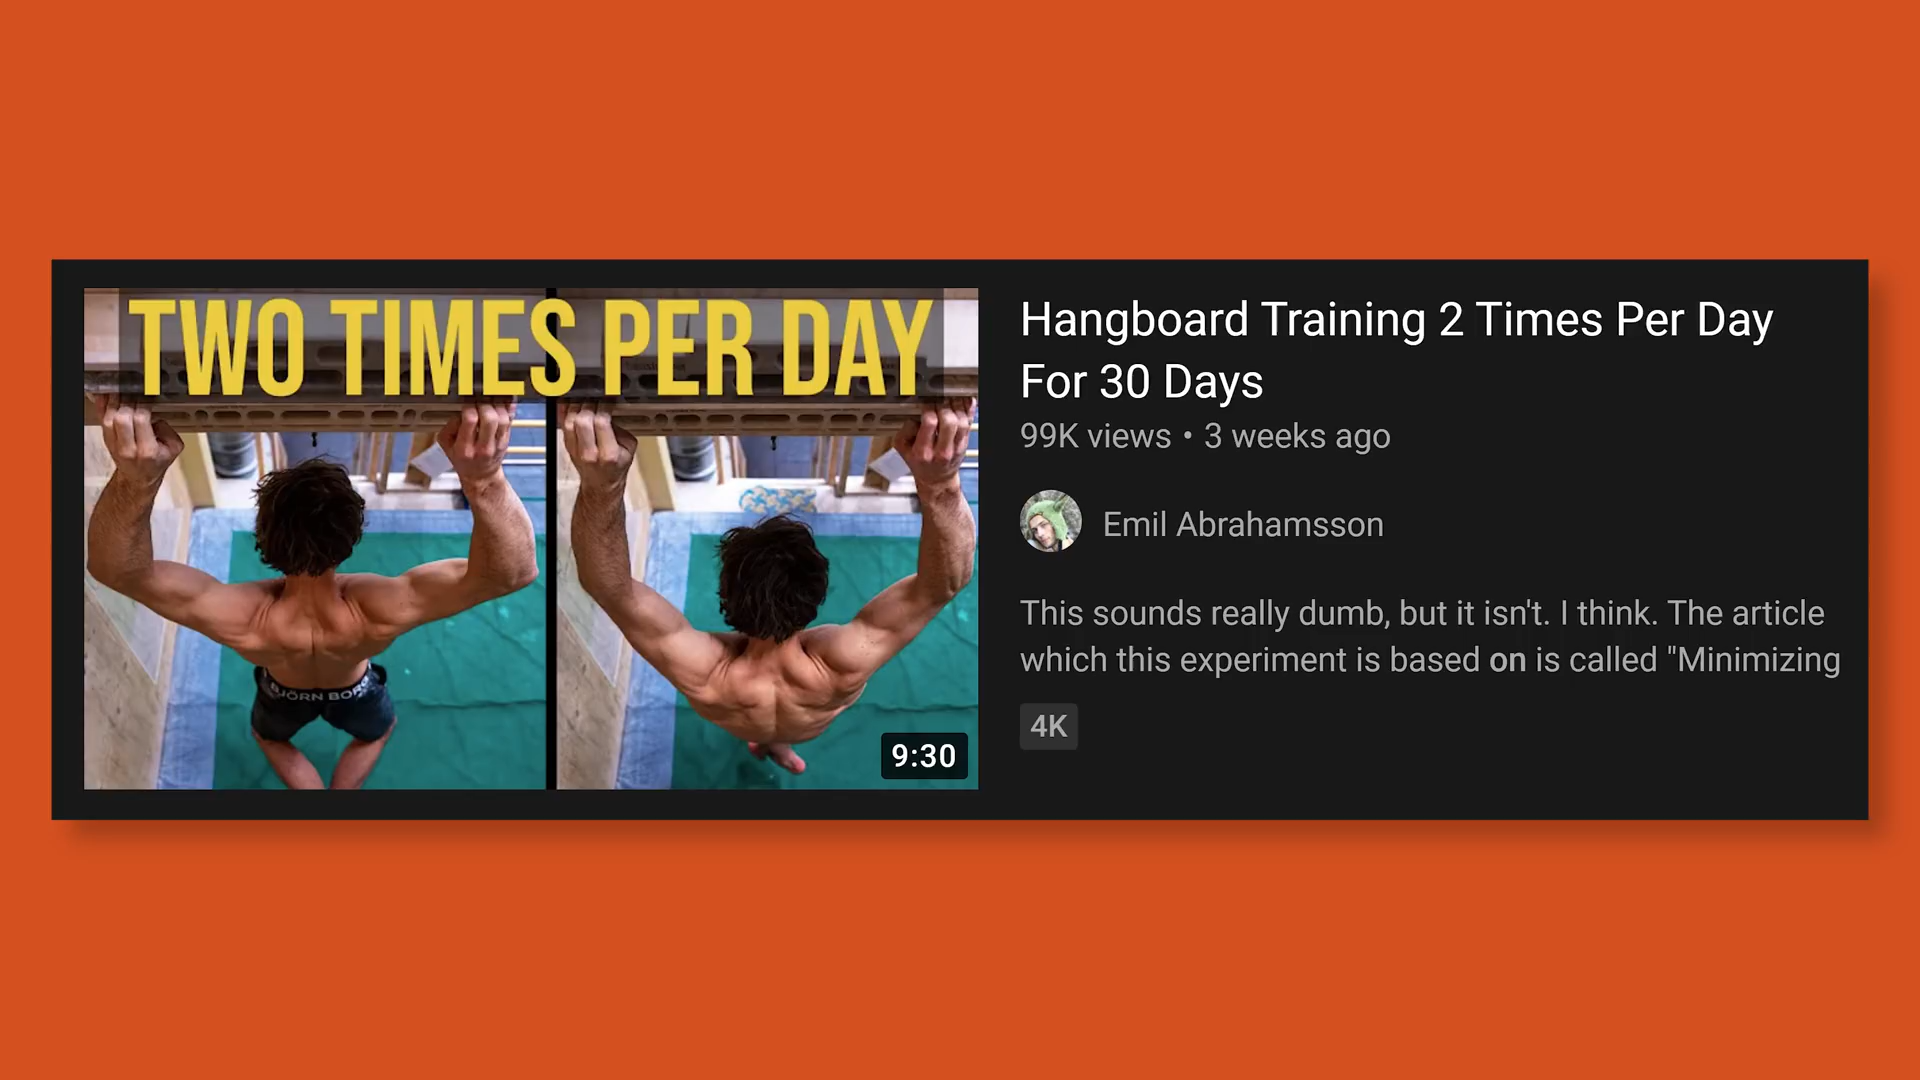 TWO TIMES PER DAY
BJÖRN BOR
9:30
Hangboard Training 2 Times Per Day
For 30 Days
99K views • 3 weeks ago
Emil Abrahamsson
This sounds really dumb, but it isn't. I think. The article
which this experiment is based on is called "Minimizing
4K